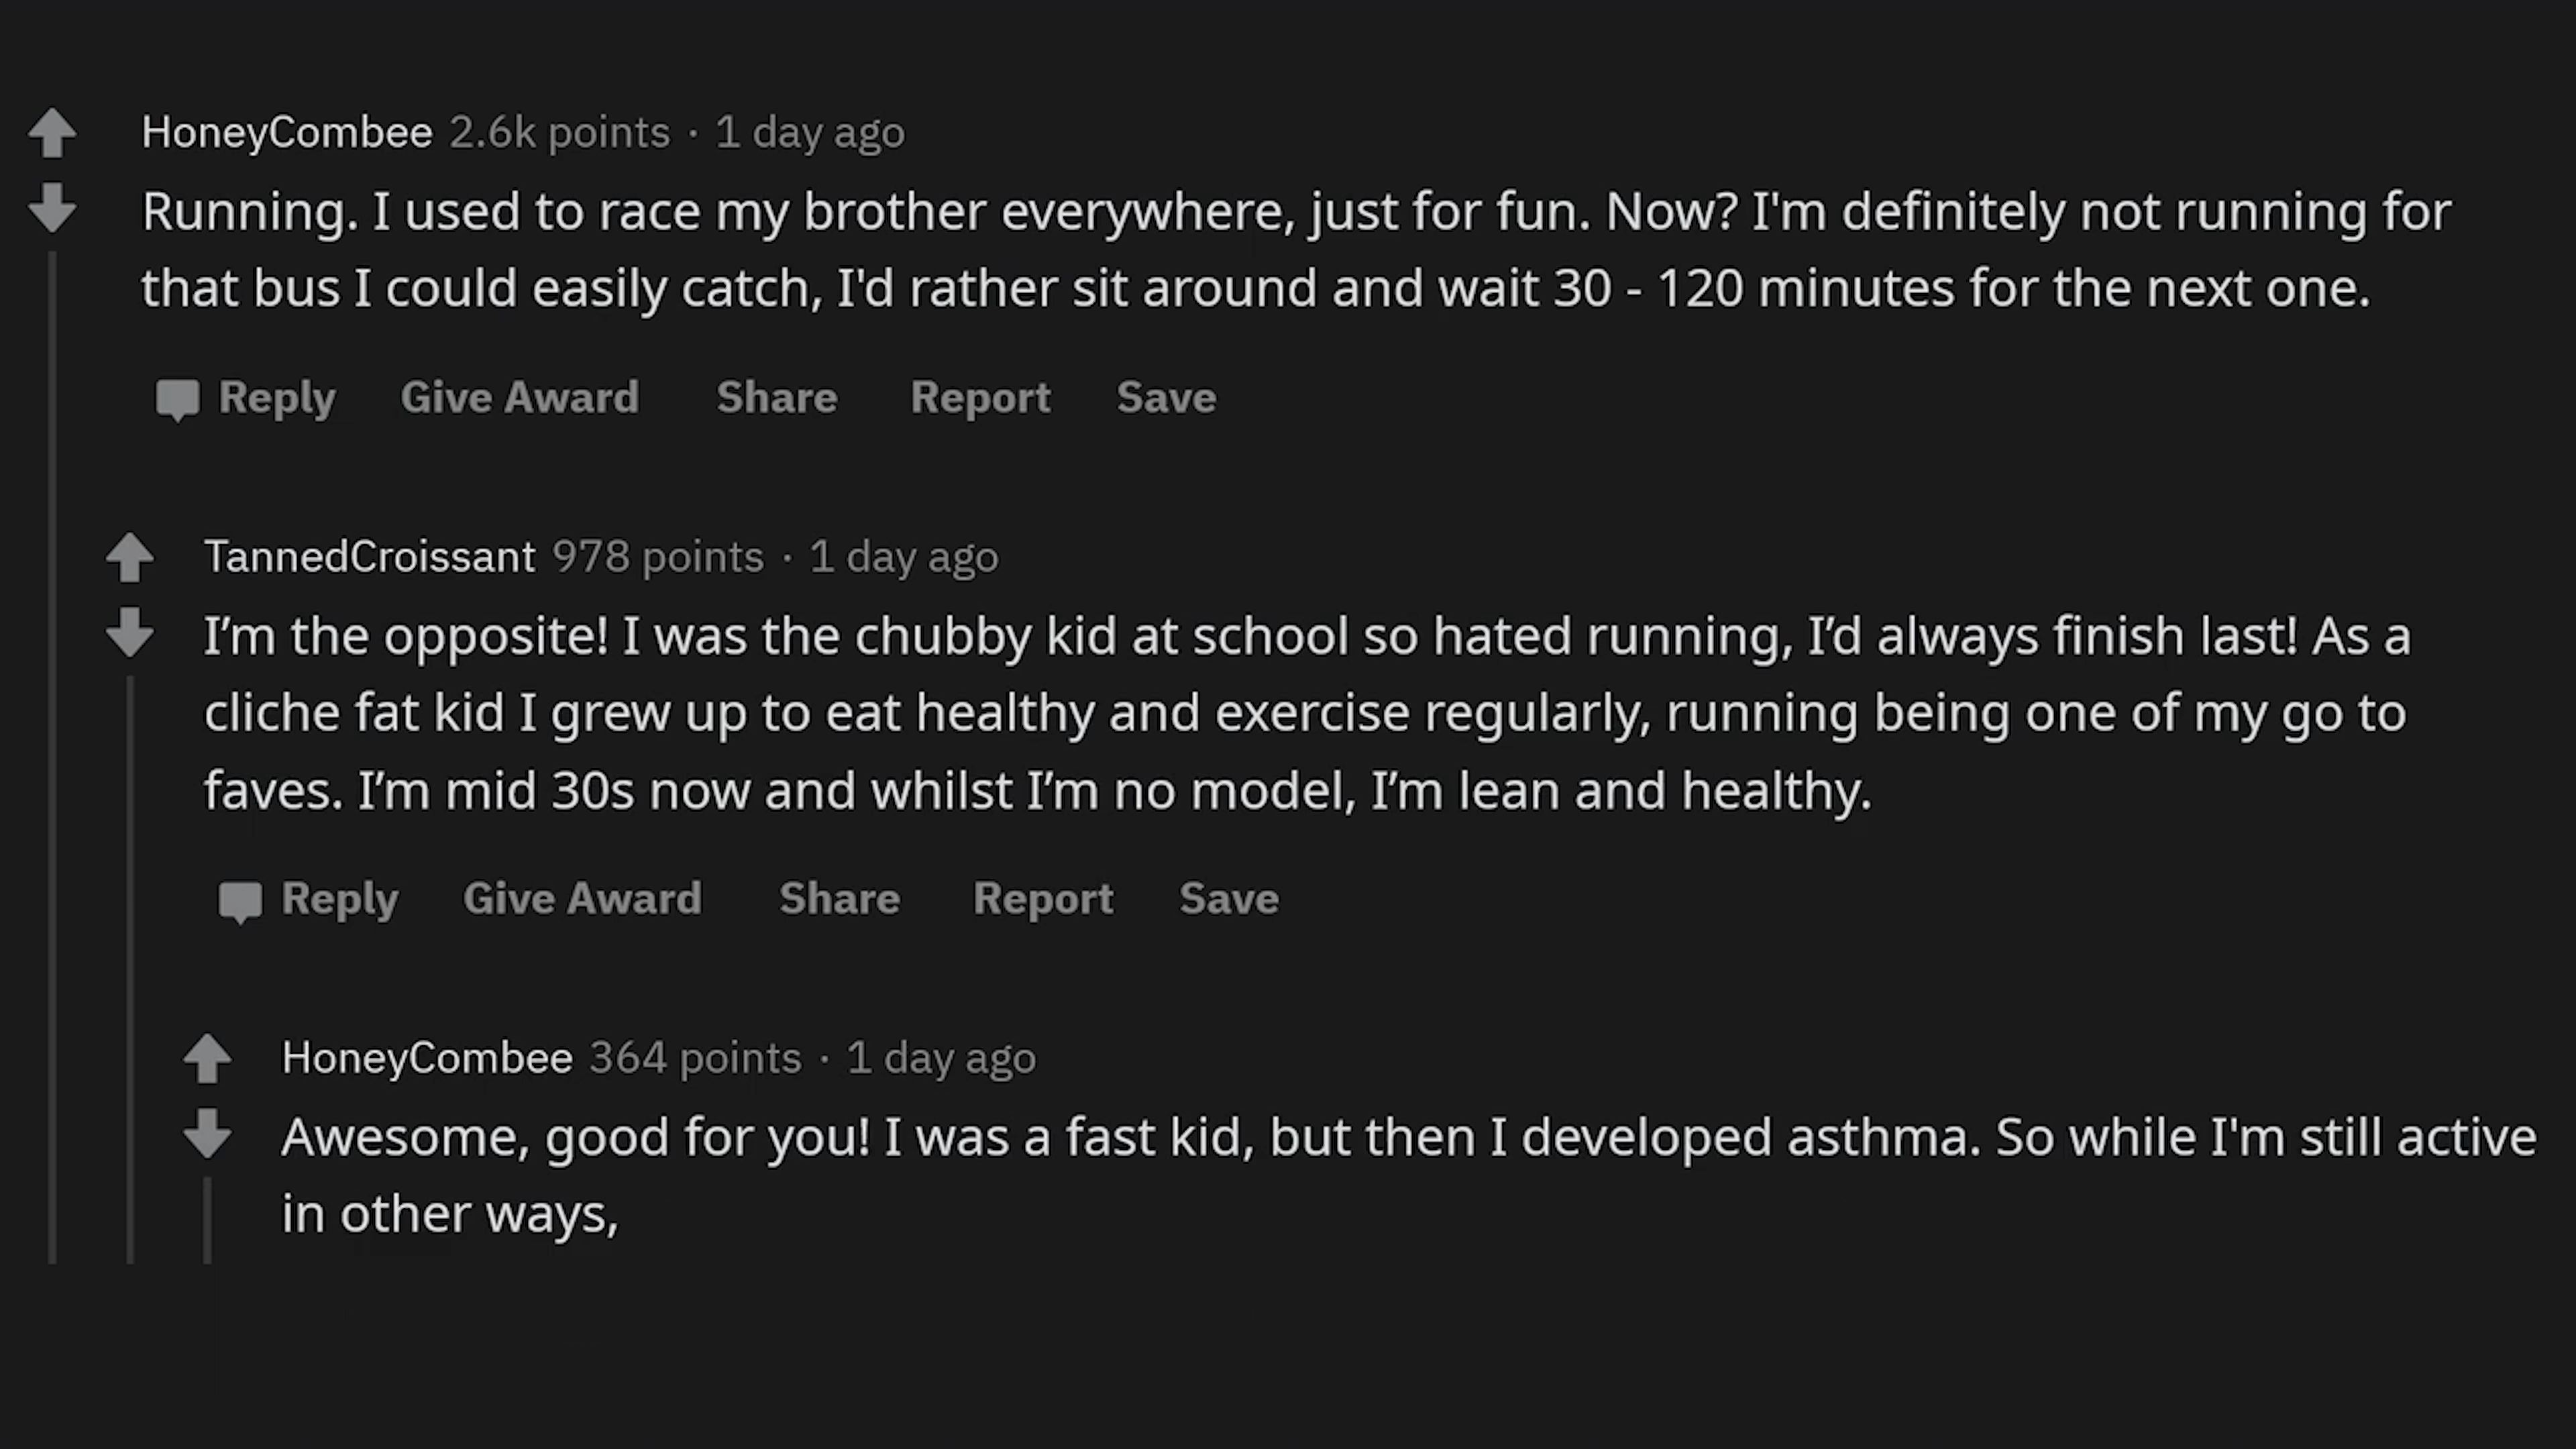 HoneyCombee 2.6k points · 1 day ago
Running. I used to race my brother everywhere, just for fun. Now? I'm definitely not running for
that bus I could easily catch, I'd rather sit around and wait 30 - 120 minutes for the next one.
Reply Give Award Share Report Save
TannedCroissant 978 points · 1 day ago
I’m the opposite! I was the chubby kid at school so hated running, I’d always finish last! As a
cliche fat kid I grew up to eat healthy and exercise regularly, running being one of my go to
faves. I’m mid 30s now and whilst I’m no model, I’m lean and healthy.
Reply Give Award Share Report Save
HoneyCombee 364 points · 1 day ago
Awesome, good for you! I was a fast kid, but then I developed asthma. So while I'm still active
in other ways,